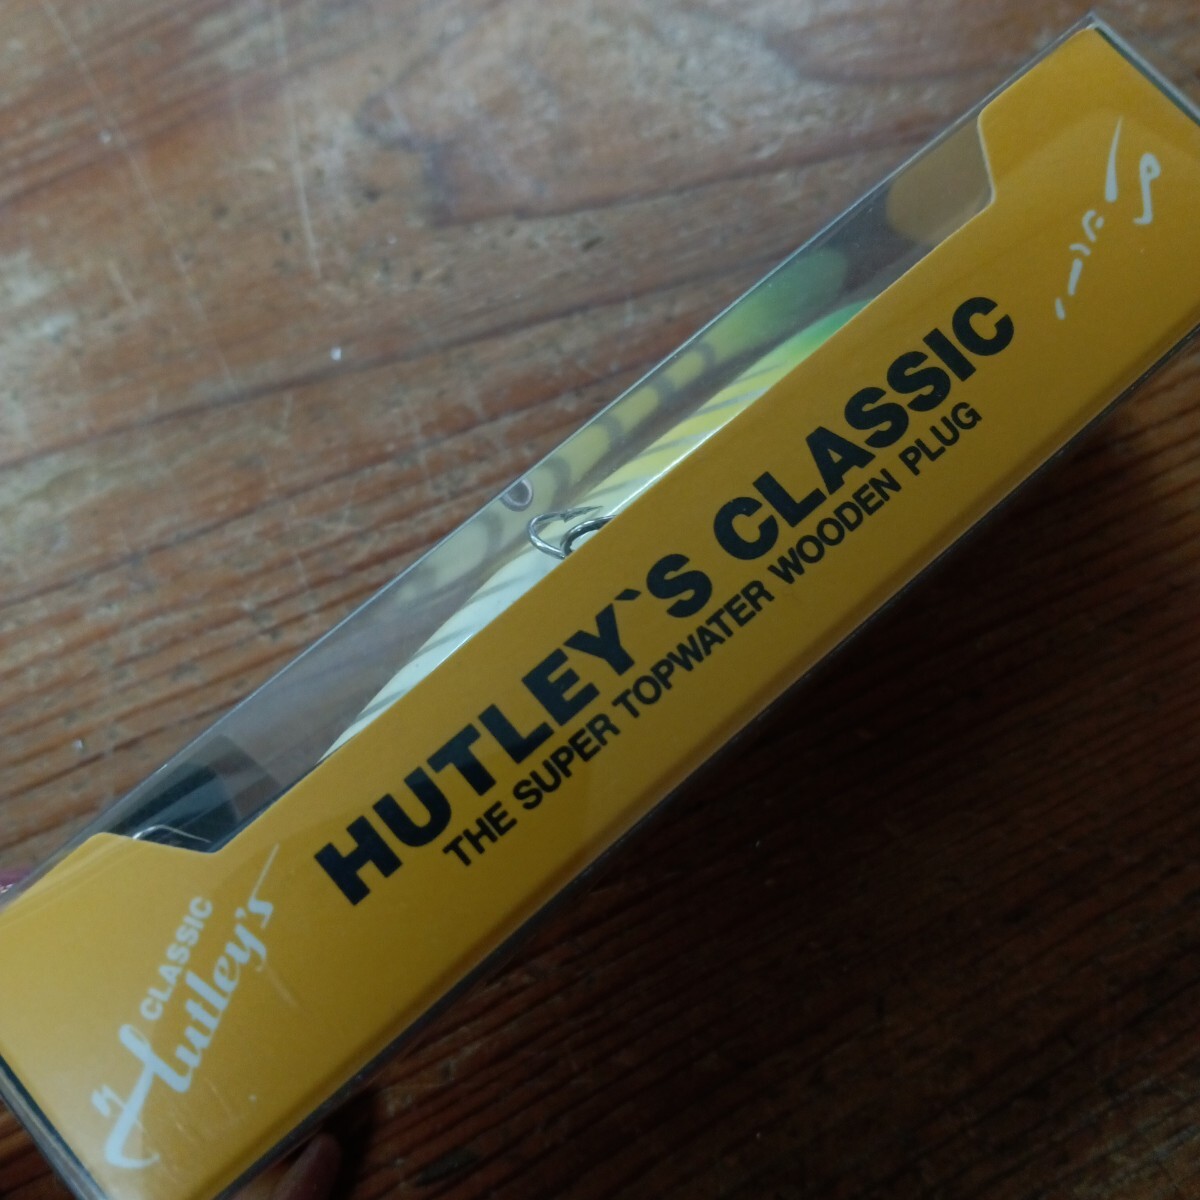 HUTLEY`S CLASSIC
THE SUPER TOPWATER WOODEN PLUG
CLASSIC
Hutley's